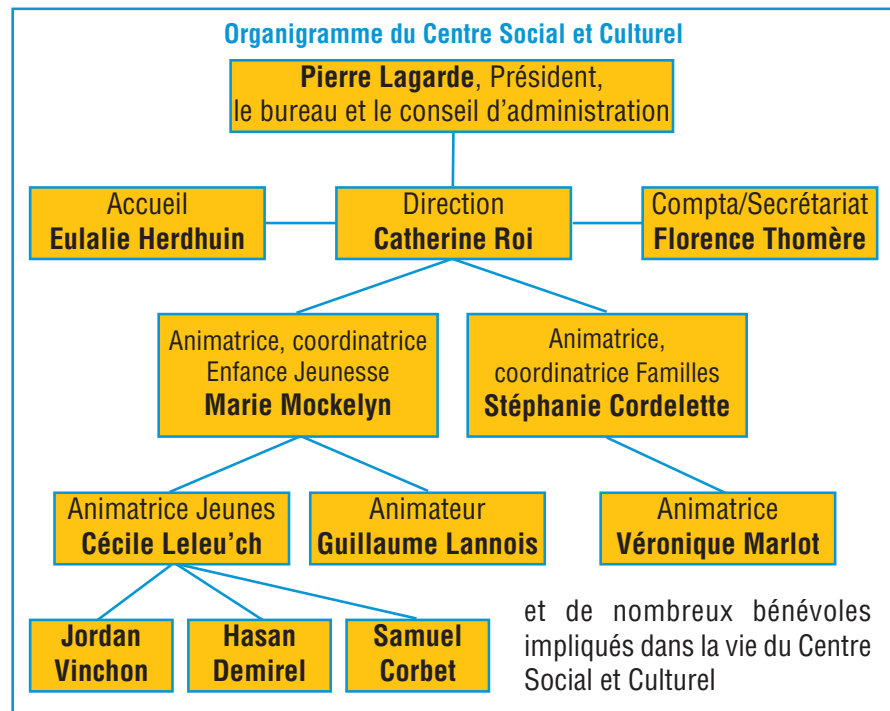 Organigramme du Centre Social et Culturel
Pierre Lagarde, Président,
le bureau et le conseil d’administration
Accueil
Eulalie Herdhuin
Direction
Catherine Roi
Compta/Secrétariat
Florence Thomère
Animatrice, coordinatrice
Enfance Jeunesse
Marie Mockelyn
Animatrice,
coordinatrice Familles
Stéphanie Cordelette
Animatrice Jeunes
Cécile Leleu’ch
Animateur
Guillaume Lannois
Animatrice
Véronique Marlot
Jordan
Vinchon
Hasan
Demirel
Samuel
Corbet
et de nombreux bénévoles
impliqués dans la vie du Centre
Social et Culturel